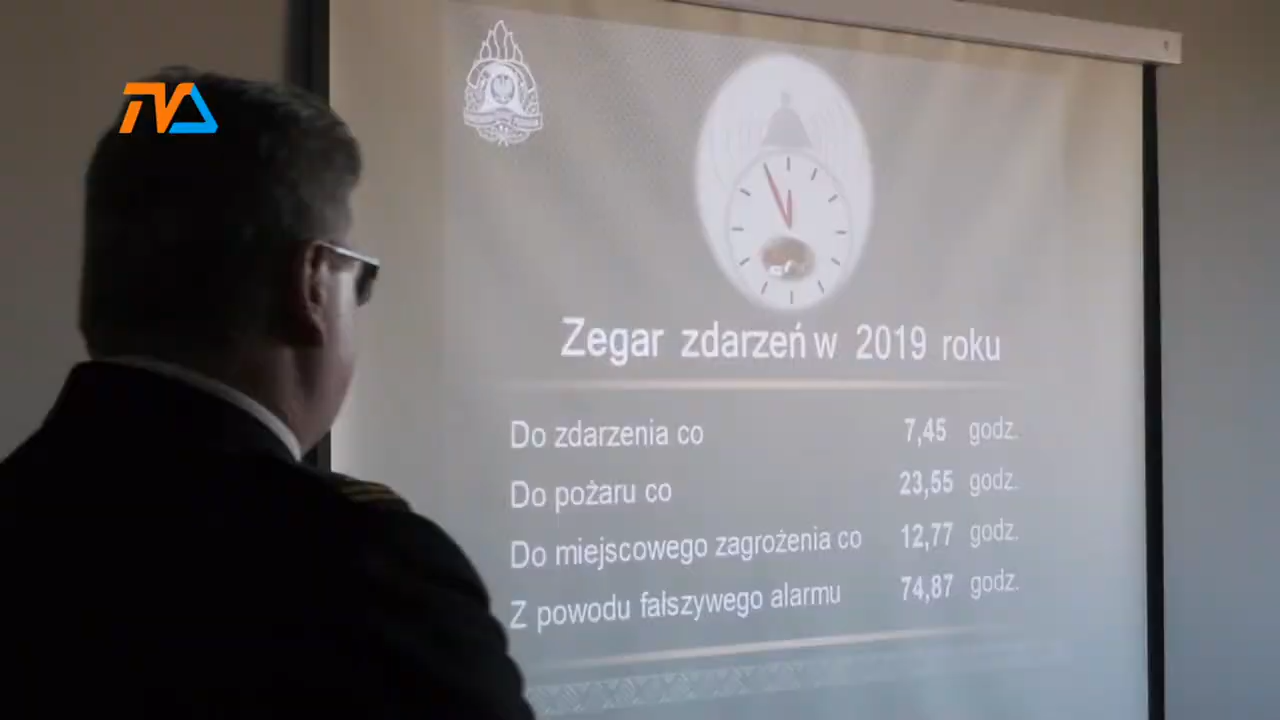 TVA
Zegar zdarzeń w 2019 roku
Do zdarzenia co 7,45 godz.
Do pożaru co 23,55 godz.
Do miejscowego zagrożenia co 12,77 godz.
Z powodu fałszywego alarmu 74,87 godz.